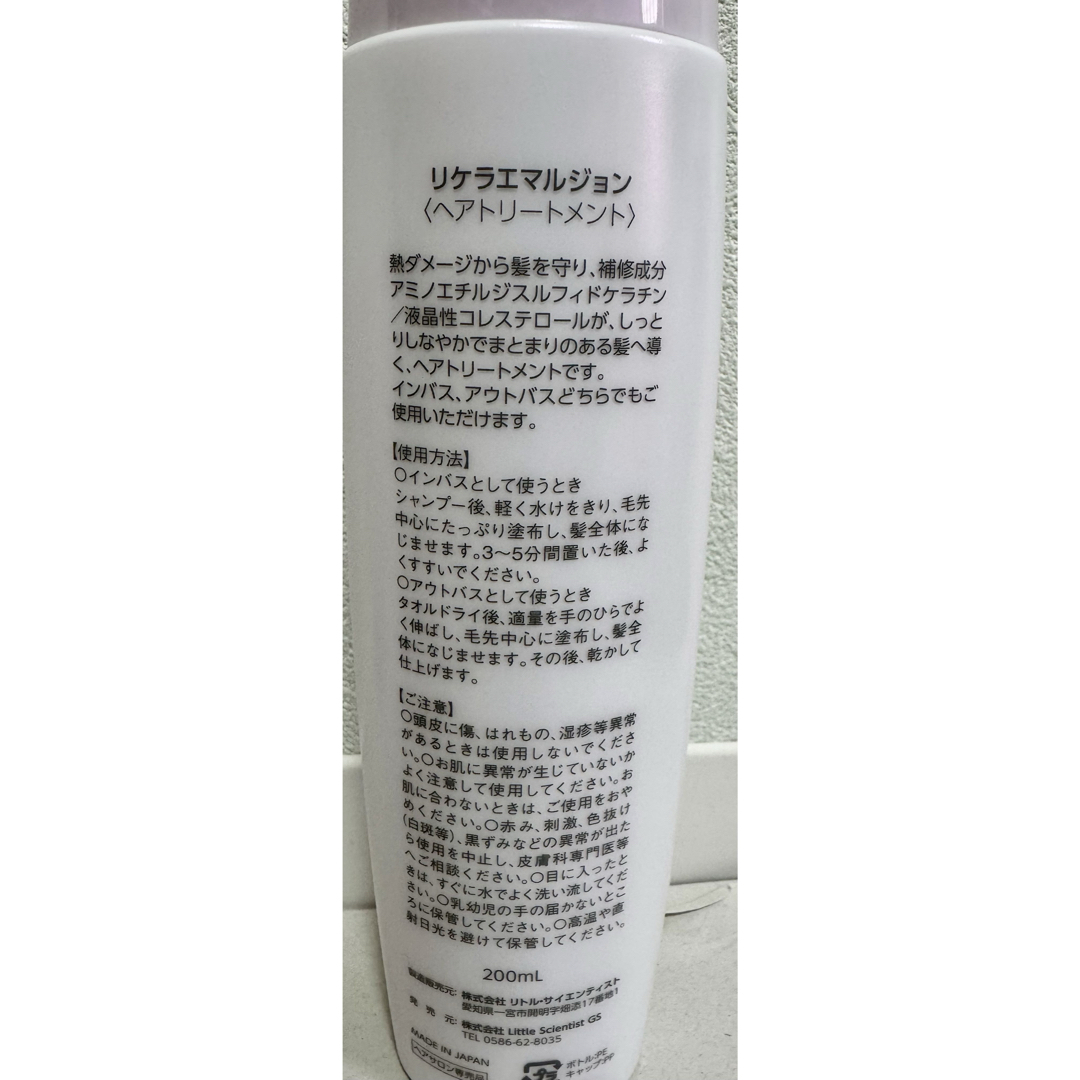 リケラエマルジョン
〈ヘアトリートメント〉
熱ダメージから髪を守り、補修成分
アミノエチルジスルフィドケラチン
/液晶性コレステロールが、しっと
りしなやかでまとまりのある髪へ導
く、ヘアトリートメントです。
インバス、アウトバスどちらでもご
使用いただけます。
【使用方法】
○インバスとして使うとき
シャンプー後、軽く水けをきり、毛先
中心にたっぷり塗布し、髪全体にな
じませます。3〜5分間置いた後、よ
くすすいでください。
○アウトバスとして使うとき
タオルドライ後、適量を手のひらでよ
く伸ばし、毛先中心に塗布し、髪全
体になじませます。その後、乾かして
仕上げます。
【ご注意】
○頭皮に傷、はれもの、湿疹等異常
があるときは使用しないでくださ
い。○お肌に異常が生じていないか
よく注意して使用してください。お
肌に合わないときは、ご使用をおや
めください。○赤み、刺激、色抜け
(白斑等)、黒ずみなどの異常が出た
ら使用を中止し、皮膚科専門医等
へご相談ください。○目に入ったと
きは、すぐに水でよく洗い流してくだ
さい。○乳幼児の手の届かないとこ
ろに保管してください。○高温や直
射日光を避けて保管してください。
200mL
製造販売元: 株式会社 リトル・サイエンティスト
愛知県一宮市開明字畑添17番地1
発売元: 株式会社 Little Scientist GS
TEL 0586-62-8035
MADE IN JAPAN
ヘアサロン専売品
プラ
ボトル:PE
キャップ:PP